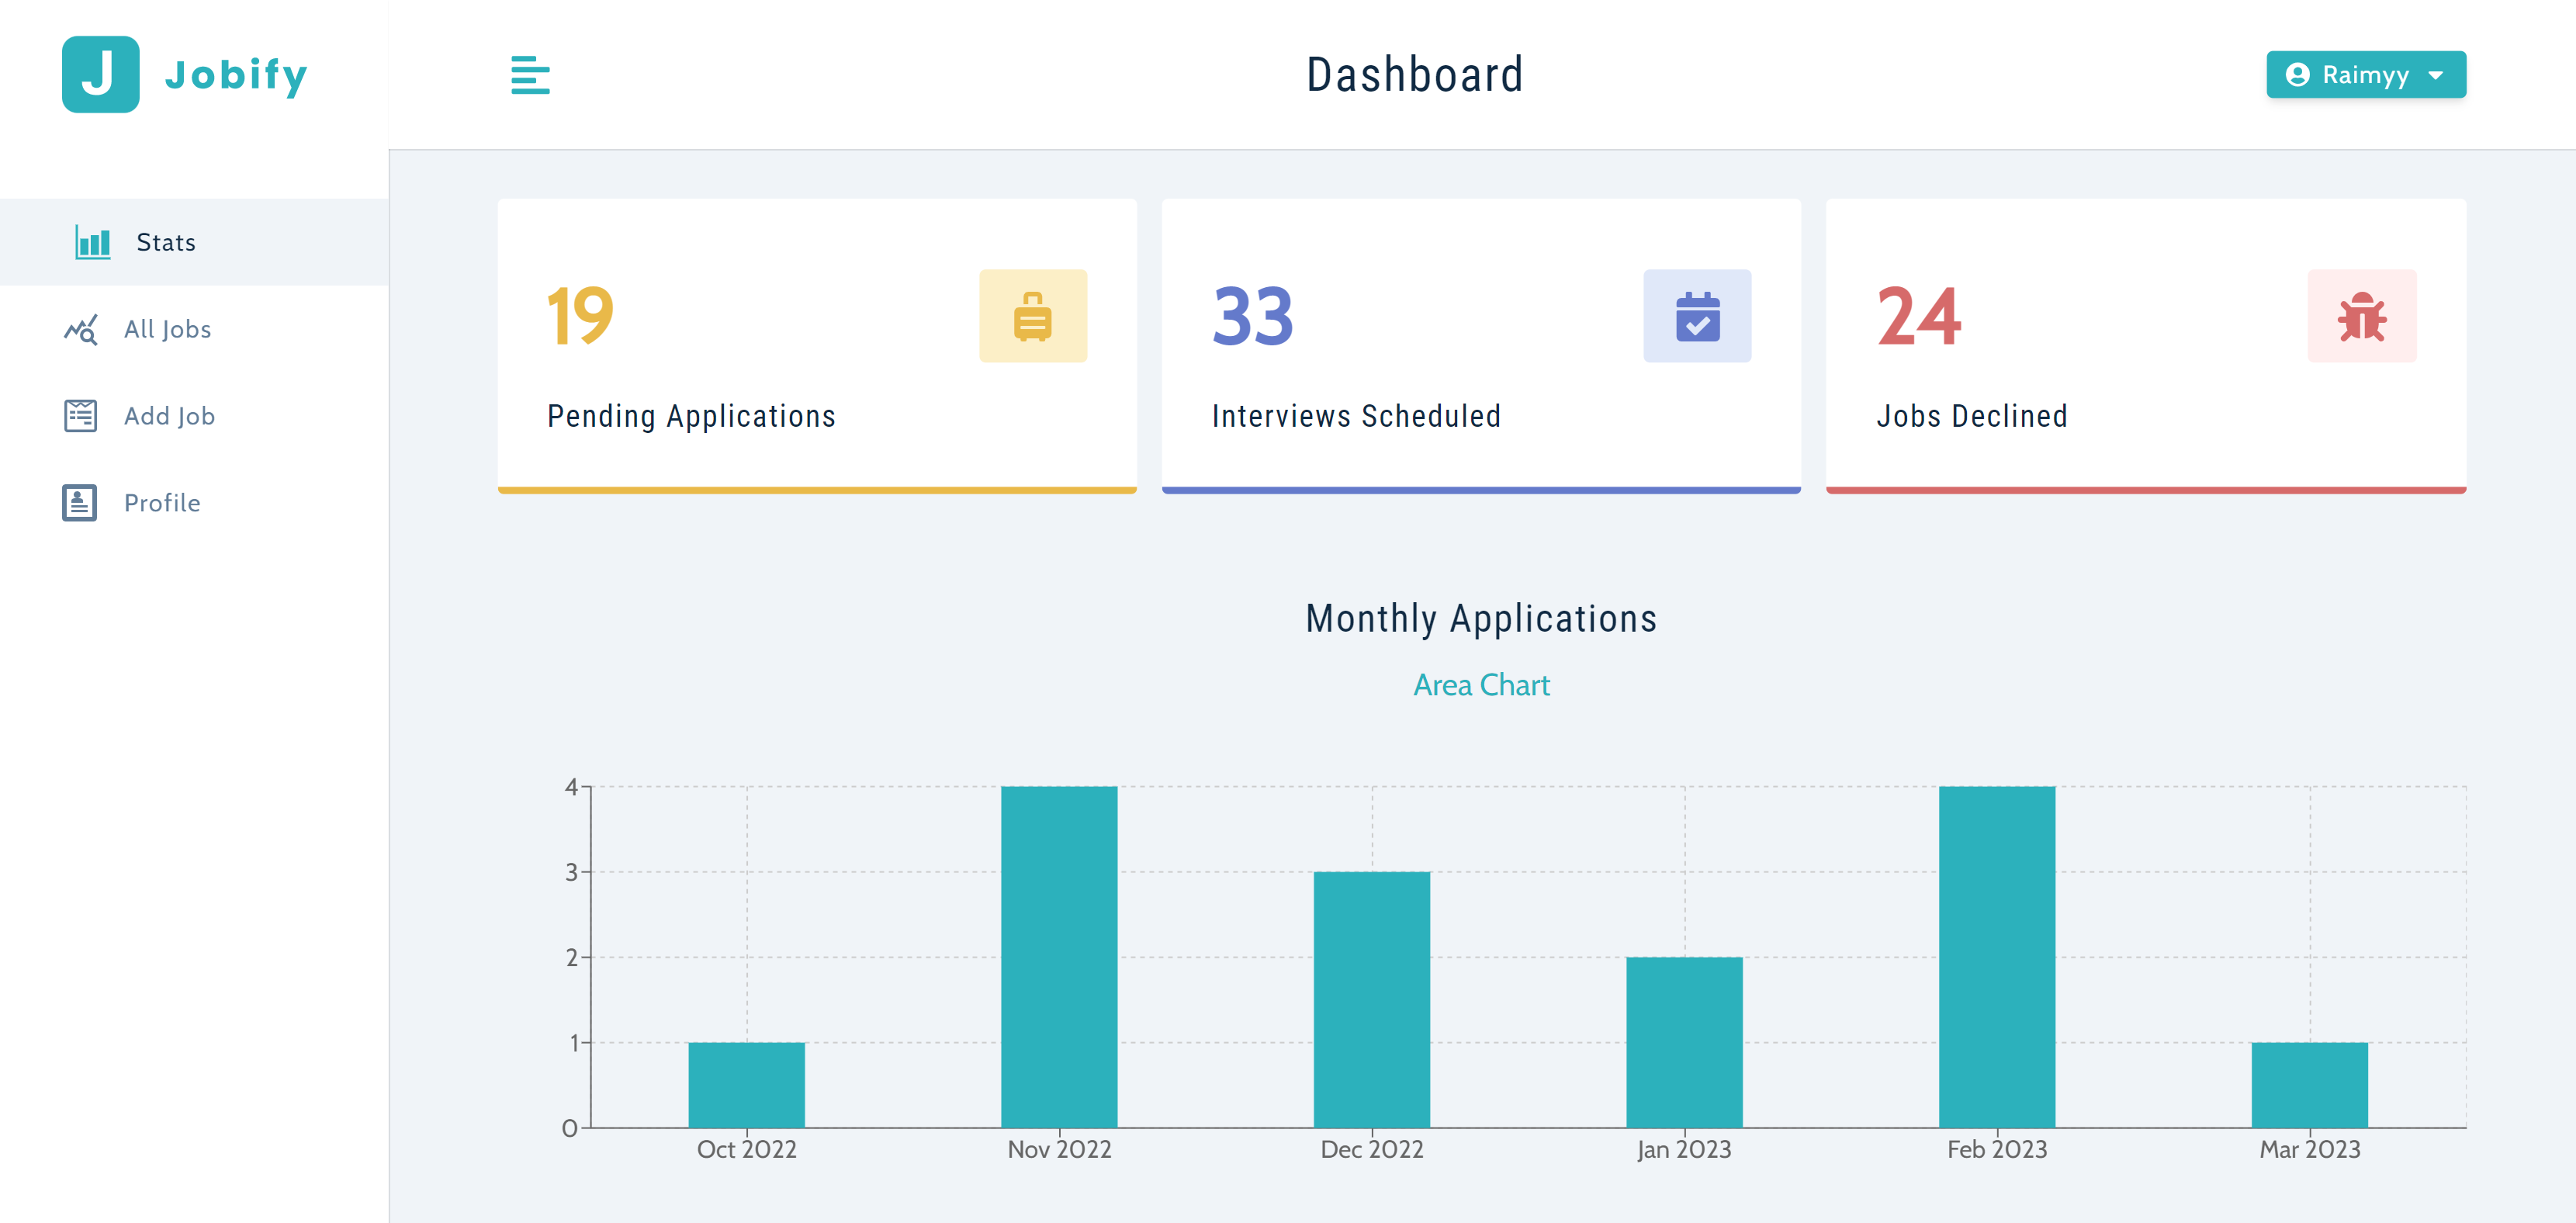 J Jobify
Dashboard
Raimyy
Stats
All Jobs
Add Job
Profile
19
Pending Applications
33
Interviews Scheduled
24
Jobs Declined
Monthly Applications
Area Chart
4
3
2
1
0
Oct 2022 Nov 2022 Dec 2022 Jan 2023 Feb 2023 Mar 2023